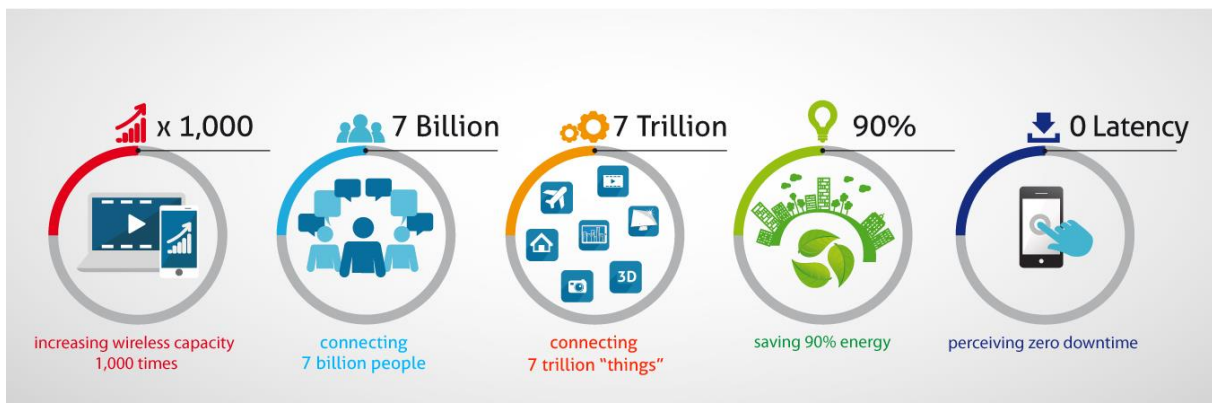 x 1,000
7 Billion
7 Trillion
90%
0 Latency
3D
increasing wireless capacity
1,000 times
connecting
7 billion people
connecting
7 trillion “things”
saving 90% energy
perceiving zero downtime